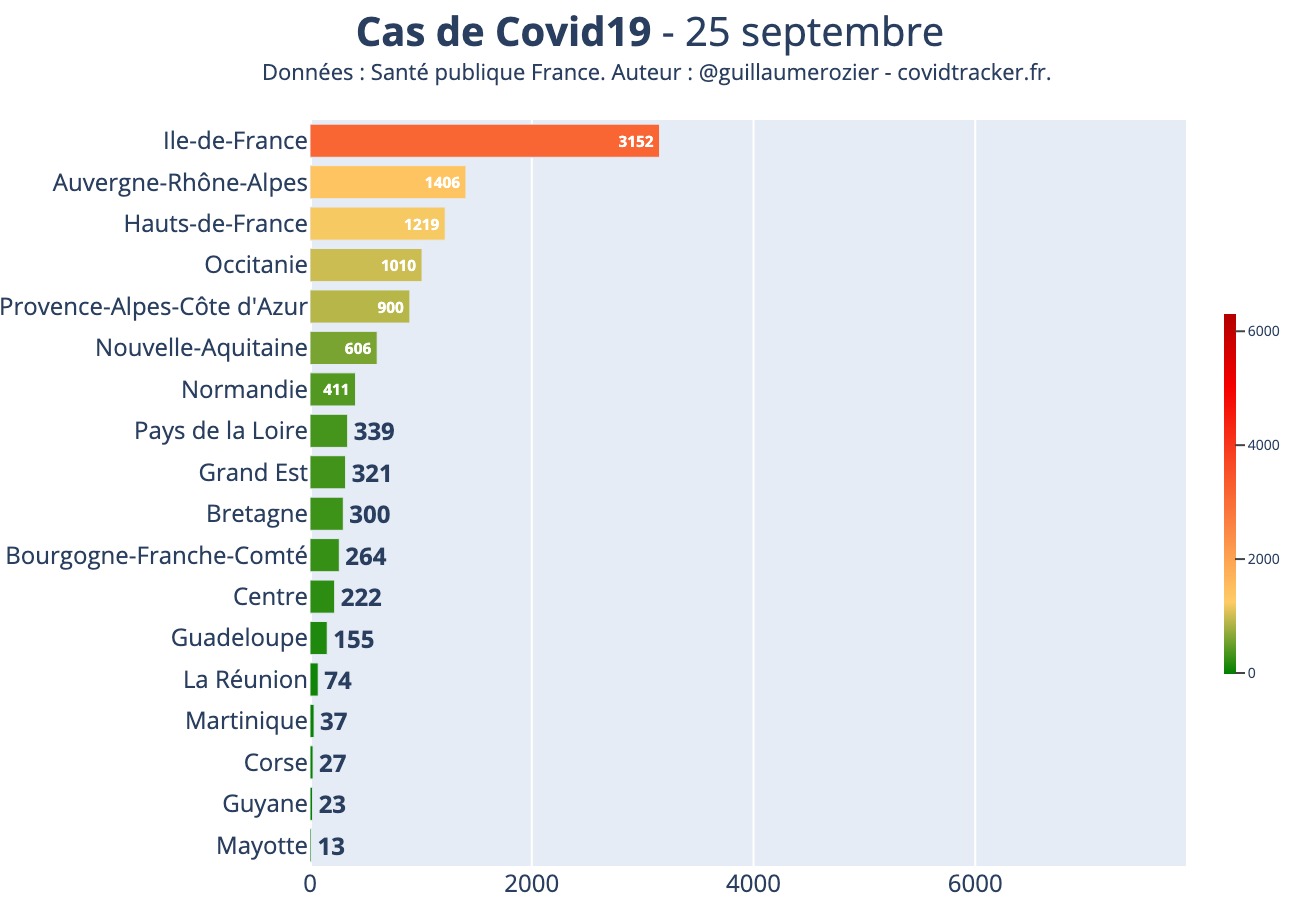 Cas de Covid19 - 25 septembre
Données : Santé publique France. Auteur : @guillaumerozier - covidtracker.fr.
Ile-de-France 3152
Auvergne-Rhône-Alpes 1406
Hauts-de-France 1219
Occitanie 1010
Provence-Alpes-Côte d'Azur 900
Nouvelle-Aquitaine 606
Normandie 411
Pays de la Loire 339
Grand Est 321
Bretagne 300
Bourgogne-Franche-Comté 264
Centre 222
Guadeloupe 155
La Réunion 74
Martinique 37
Corse 27
Guyane 23
Mayotte 13
0 2000 4000 6000
6000
4000
2000
0